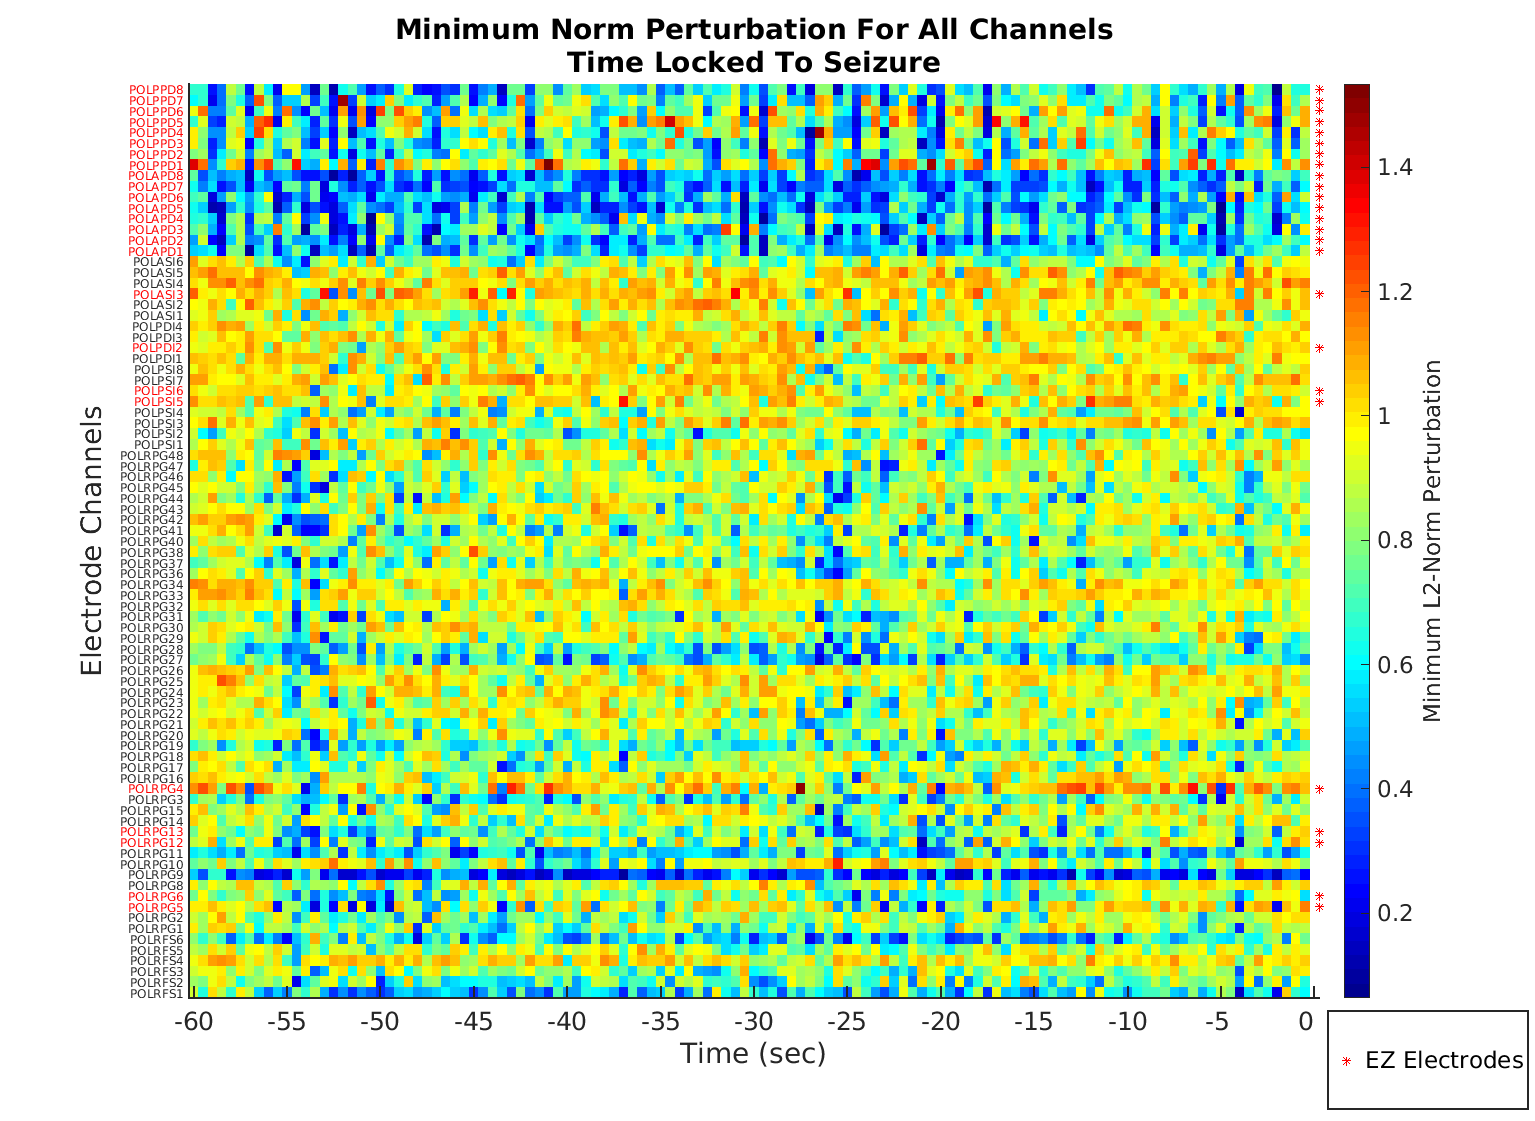 Minimum Norm Perturbation For All Channels
Time Locked To Seizure
Electrode Channels
POLPPD8
POLPPD7
POLPPD6
POLPPD5
POLPPD4
POLPPD3
POLPPD2
POLPPD1
POLAPD8
POLAPD7
POLAPD6
POLAPD5
POLAPD4
POLAPD3
POLAPD2
POLAPD1
POLASI6
POLASI5
POLASI4
POLASI3
POLASI2
POLASI1
POLPDI4
POLPDI3
POLPDI2
POLPDI1
POLPSI8
POLPSI7
POLPSI6
POLPSI5
POLPSI4
POLPSI3
POLPSI2
POLPSI1
POLRPG48
POLRPG47
POLRPG46
POLRPG45
POLRPG44
POLRPG43
POLRPG42
POLRPG41
POLRPG40
POLRPG38
POLRPG37
POLRPG36
POLRPG34
POLRPG33
POLRPG32
POLRPG31
POLRPG30
POLRPG29
POLRPG28
POLRPG27
POLRPG26
POLRPG25
POLRPG24
POLRPG23
POLRPG22
POLRPG21
POLRPG20
POLRPG19
POLRPG18
POLRPG17
POLRPG16
POLRPG4
POLRPG3
POLRPG15
POLRPG14
POLRPG13
POLRPG12
POLRPG11
POLRPG10
POLRPG9
POLRPG8
POLRPG6
POLRPG5
POLRPG2
POLRPG1
POLRFS6
POLRFS5
POLRFS4
POLRFS3
POLRFS2
POLRFS1
-60 -55 -50 -45 -40 -35 -30 -25 -20 -15 -10 -5 0
Time (sec)
1.4
1.2
1
0.8
0.6
0.4
0.2
Minimum L2-Norm Perturbation
EZ Electrodes